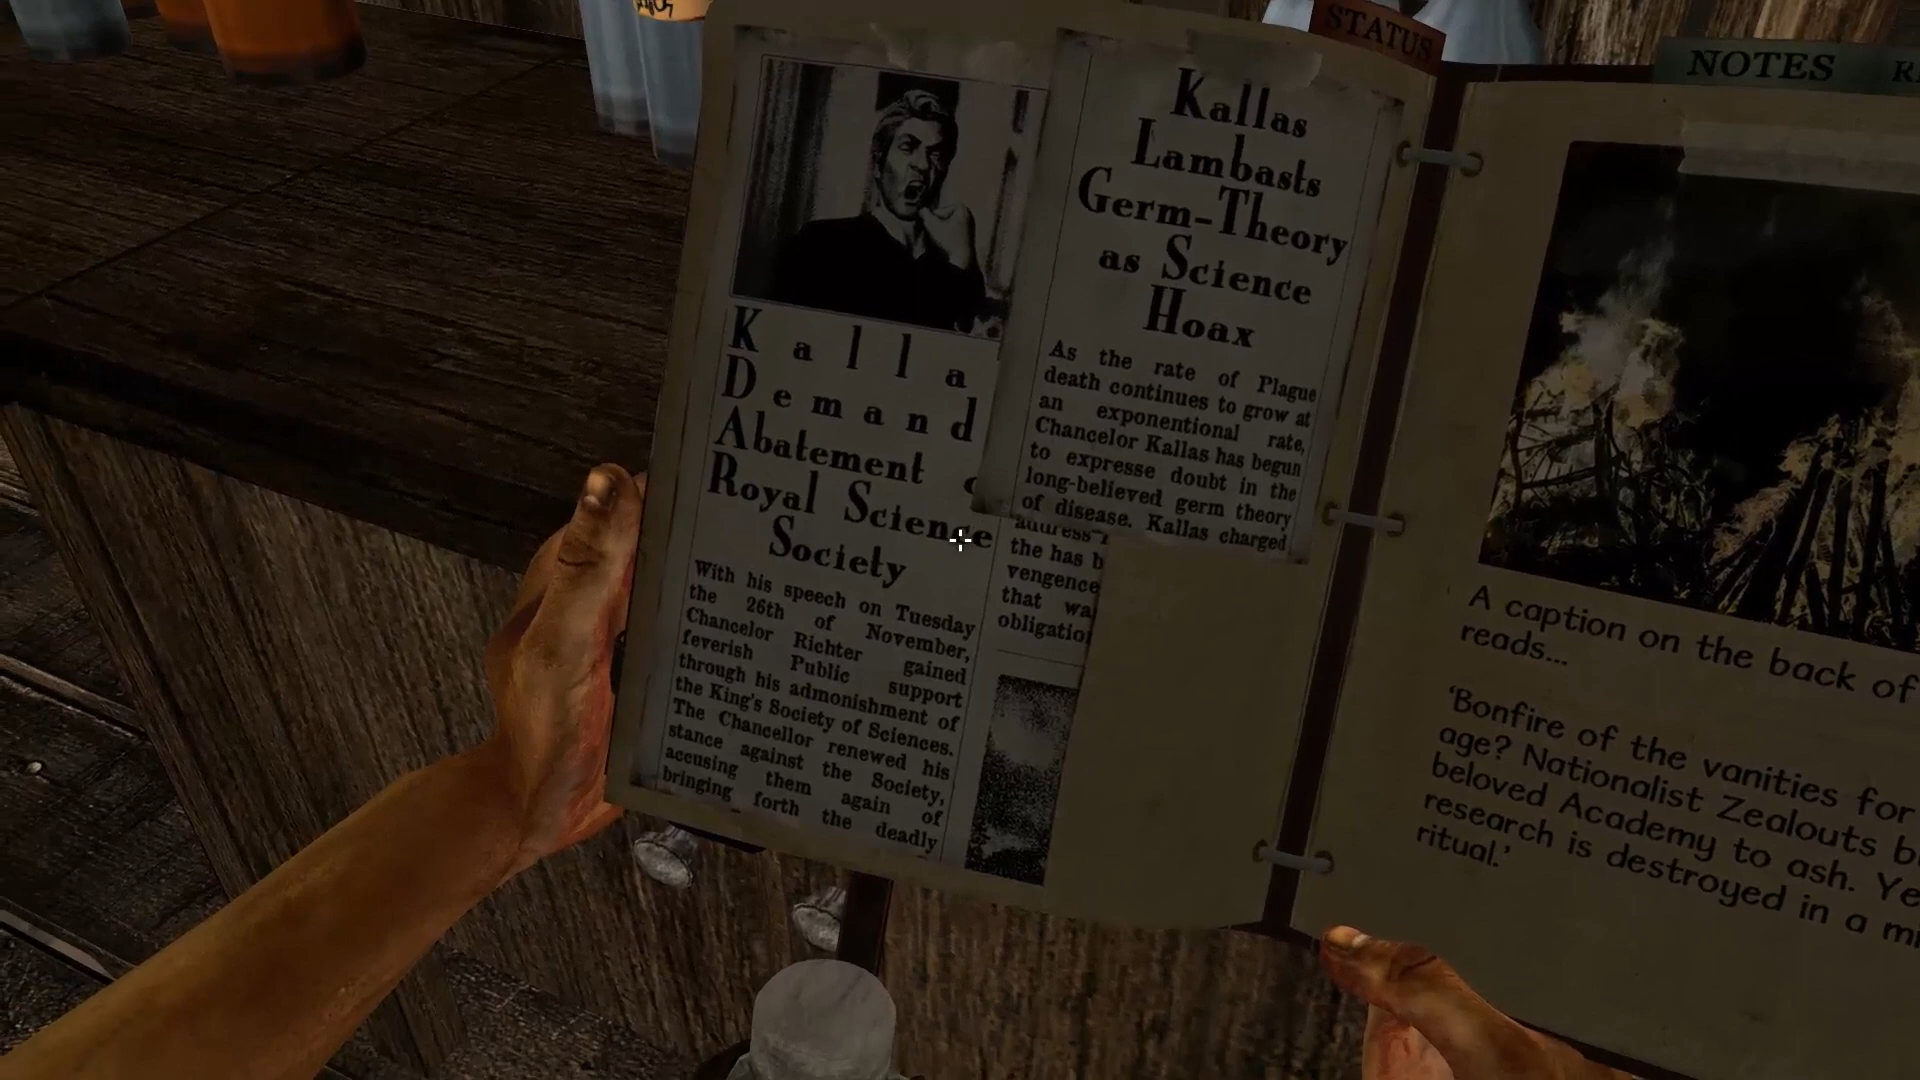 STATUS
NOTES
Kalla
Demand
Abatement
Royal Science
Society
With his speech on Tuesday
the 26th of November,
Chancelor Richter gained
feverish Public support
through his admonishment of
the King's Society of Sciences.
The Chancellor renewed his
stance against the Society,
accusing them again of
bringing forth the deadly
address
the has b
vengence
that wa
obligation
Kallas
Lambasts
Germ-Theory
as Science
Hoax
As the rate of Plague
death continues to grow at
an exponentional rate,
Chancelor Kallas has begun
to expresse doubt in the
long-believed germ theory
of disease. Kallas charged
A caption on the back of
reads...
'Bonfire of the vanities for
age? Nationalist Zealouts b
beloved Academy to ash. Ye
research is destroyed in a m
ritual.'